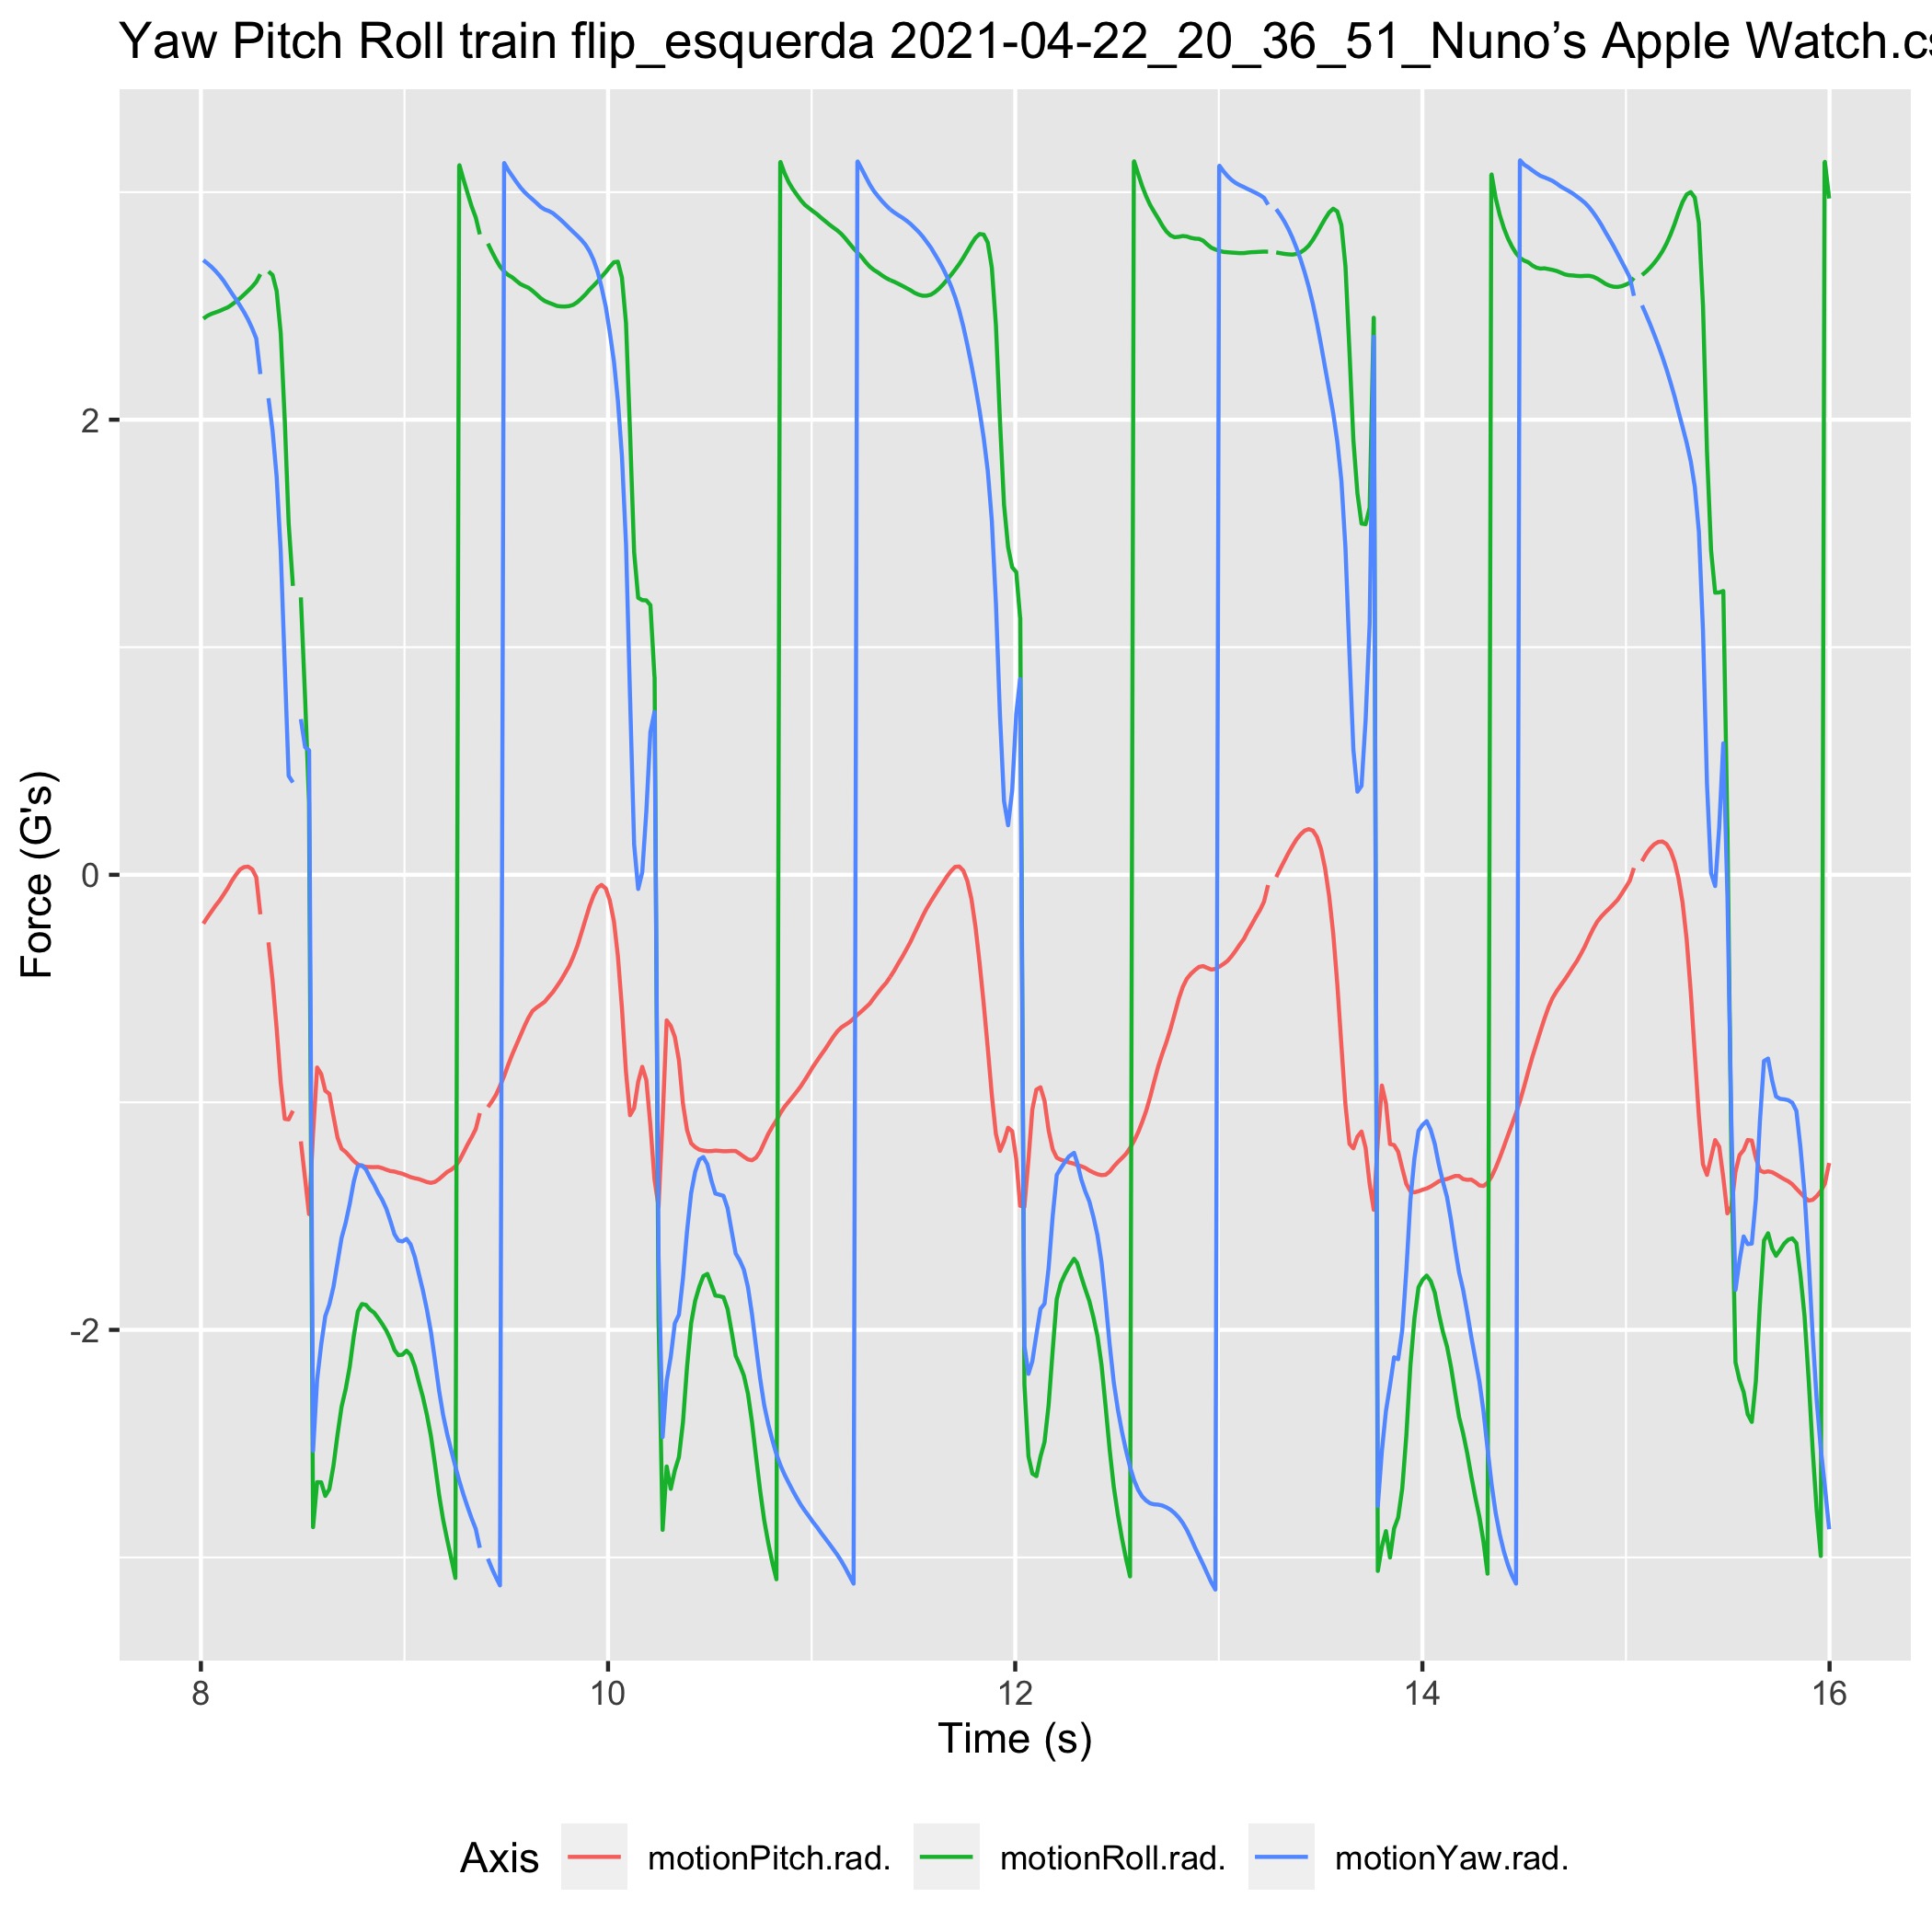 Yaw Pitch Roll train flip_esquerda 2021-04-22_20_36_51_Nuno’s Apple Watch.cs
Force (G's)
2
0
-2
8 10 12 14 16
Time (s)
Axis motionPitch.rad. motionRoll.rad. motionYaw.rad.